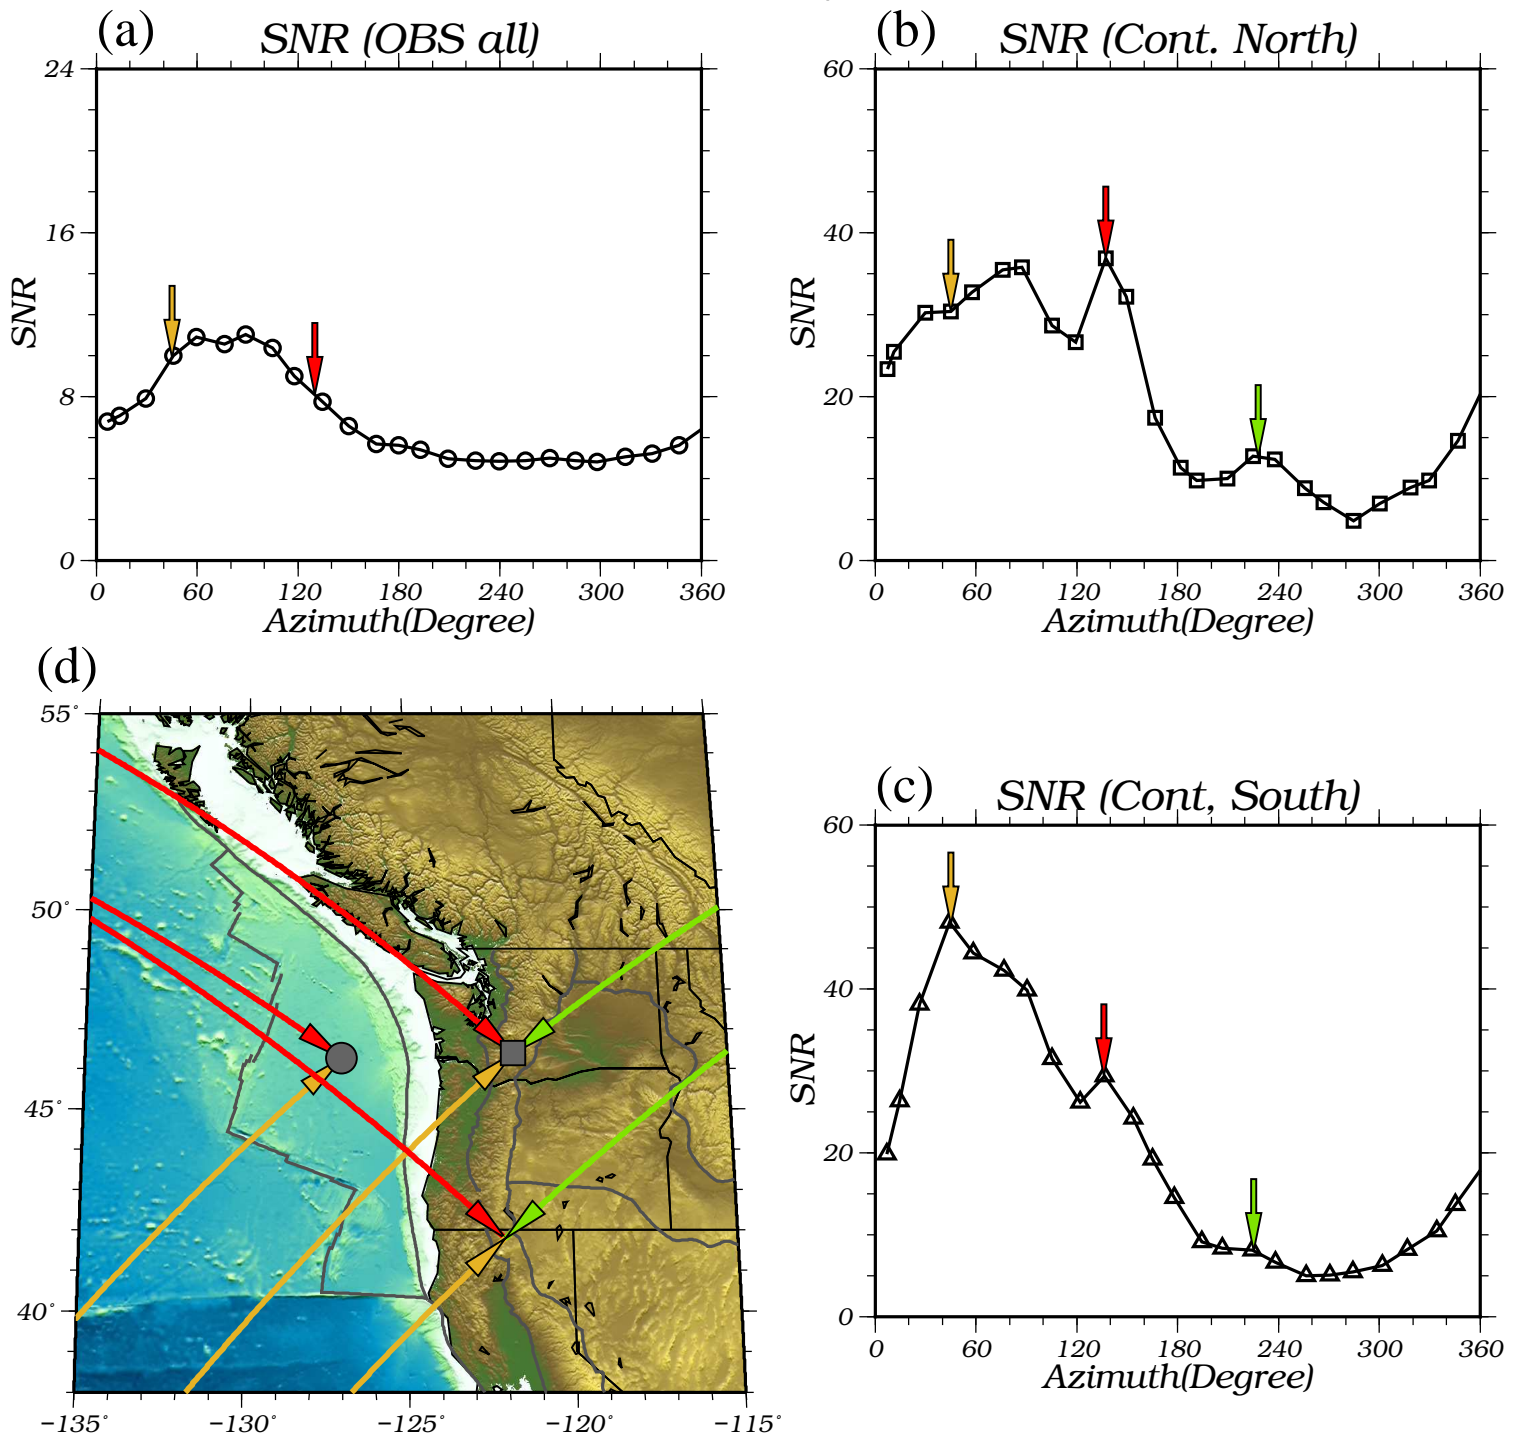 (a)
SNR (OBS all)
24
16
8
0
SNR
0 60 120 180 240 300 360
Azimuth(Degree)
(b)
SNR (Cont. North)
60
40
20
0
SNR
0 60 120 180 240 300 360
Azimuth(Degree)
(d)
55°
50°
45°
40°
−135° −130° −125° −120° −115°
(c)
SNR (Cont, South)
60
40
20
0
SNR
0 60 120 180 240 300 360
Azimuth(Degree)